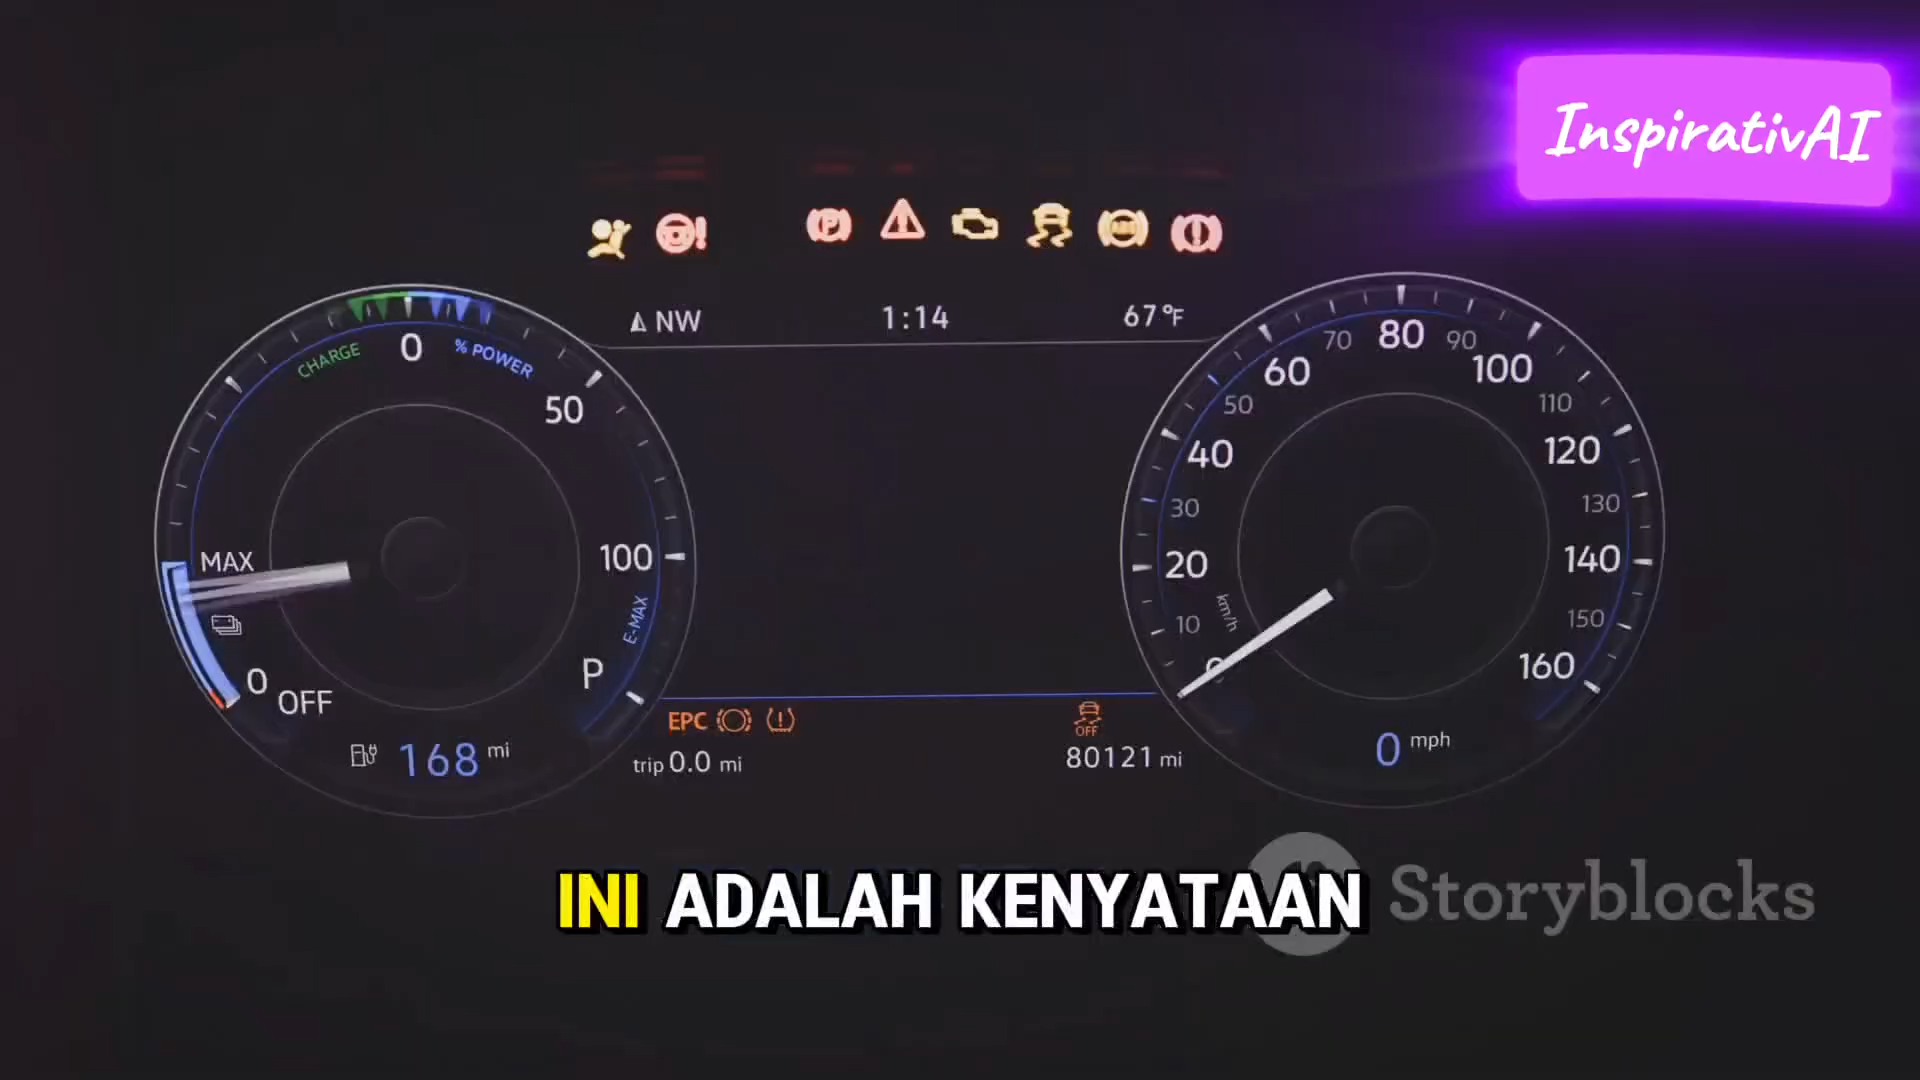 InspirativAI
NW 1:14 67°F
CHARGE 0 % POWER
50
100
E-MAX
P
MAX
0
OFF
168 mi
EPC
trip 0.0 mi
OFF
80121 mi
0 10 20 30 40 50 60 70 80 90 100 110 120 130 140 150 160
km/h
0 mph
INI ADALAH KENYATAAN
Storyblocks